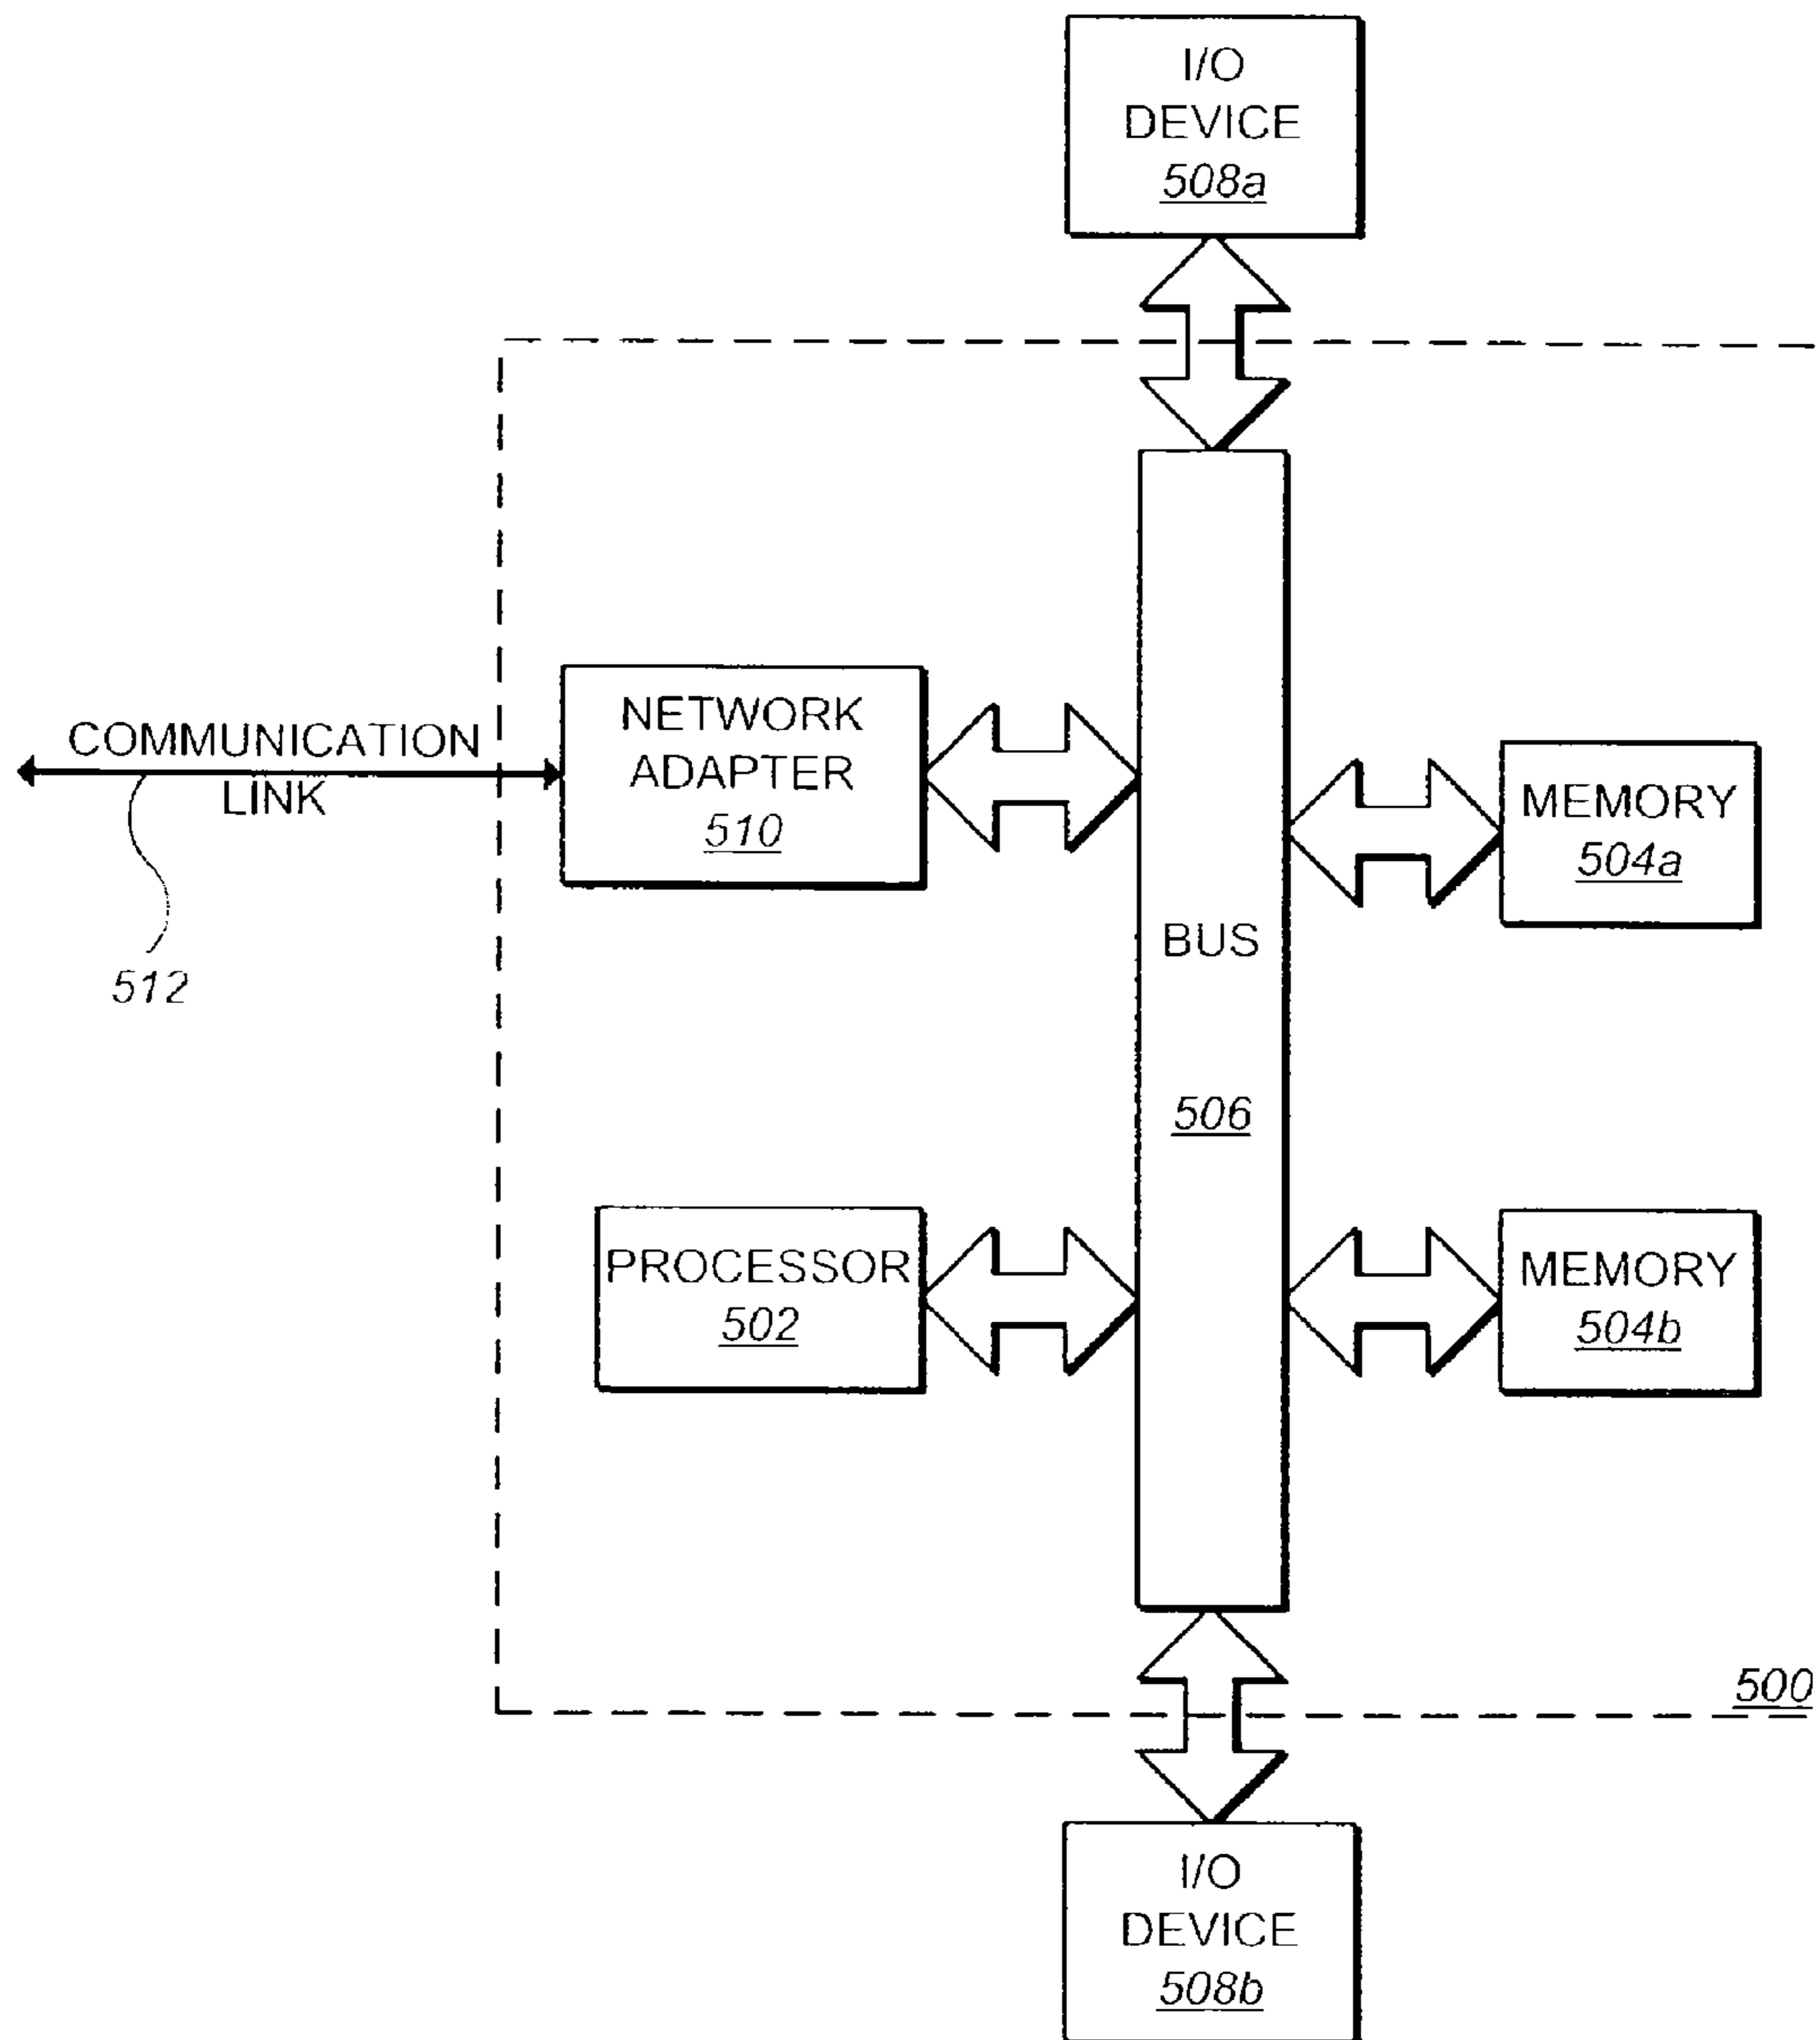 I/O
DEVICE
508a
COMMUNICATION
LINK
512
NETWORK
ADAPTER
510
MEMORY
504a
BUS
506
PROCESSOR
502
MEMORY
504b
500
I/O
DEVICE
508b